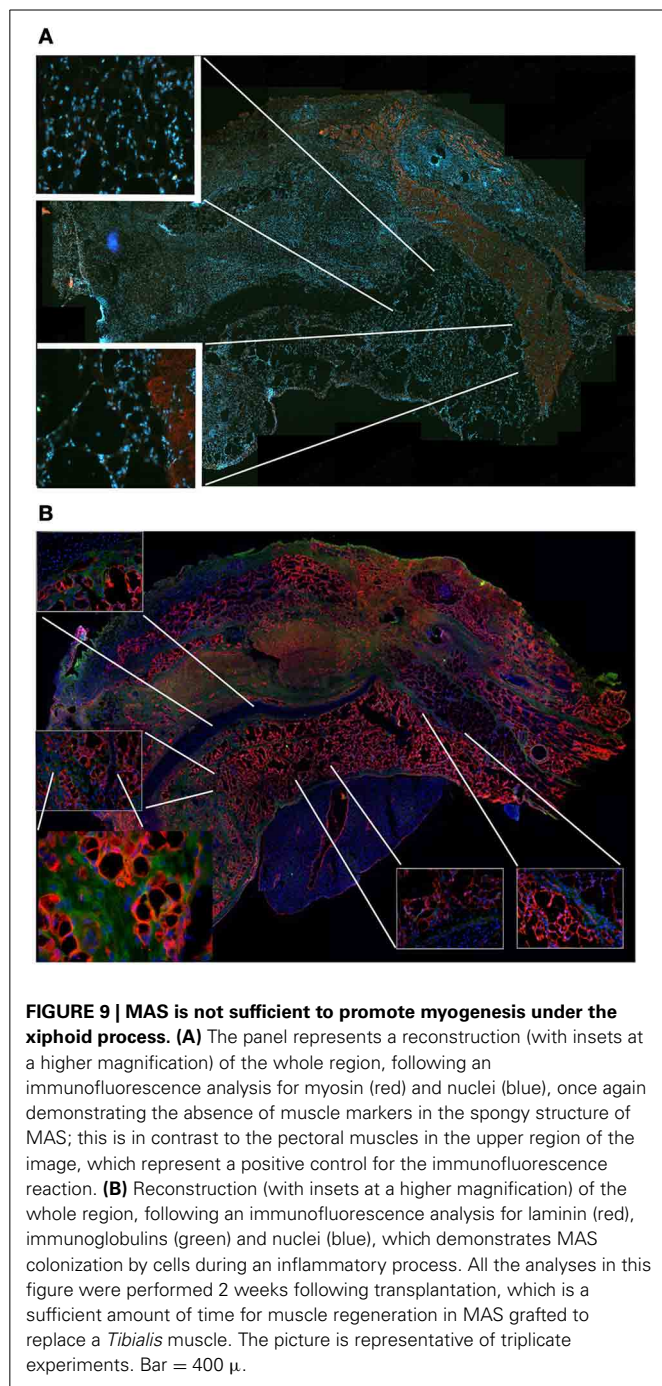 A
B
FIGURE 9 | MAS is not sufficient to promote myogenesis under the
xiphoid process. (A) The panel represents a reconstruction (with insets at
a higher magnification) of the whole region, following an
immunofluorescence analysis for myosin (red) and nuclei (blue), once again
demonstrating the absence of muscle markers in the spongy structure of
MAS; this is in contrast to the pectoral muscles in the upper region of the
image, which represent a positive control for the immunofluorescence
reaction. (B) Reconstruction (with insets at a higher magnification) of the
whole region, following an immunofluorescence analysis for laminin (red),
immunoglobulins (green) and nuclei (blue), which demonstrates MAS
colonization by cells during an inflammatory process. All the analyses in this
figure were performed 2 weeks following transplantation, which is a
sufficient amount of time for muscle regeneration in MAS grafted to
replace a Tibialis muscle. The picture is representative of triplicate
experiments. Bar = 400 μ.